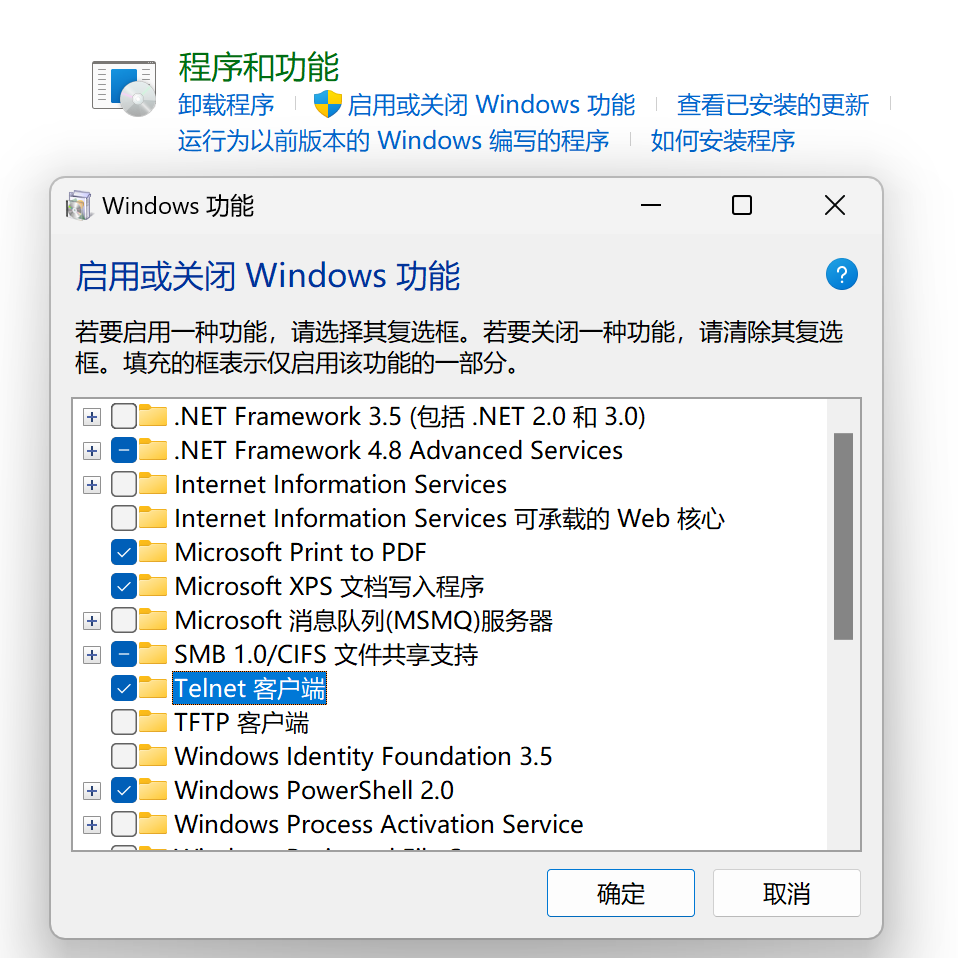 程序和功能
卸载程序 启用或关闭 Windows 功能 查看已安装的更新
运行为以前版本的 Windows 编写的程序 如何安装程序
Windows 功能
启用或关闭 Windows 功能
?
若要启用一种功能，请选择其复选框。若要关闭一种功能，请清除其复选
框。填充的框表示仅启用该功能的一部分。
.NET Framework 3.5 (包括 .NET 2.0 和 3.0)
.NET Framework 4.8 Advanced Services
Internet Information Services
Internet Information Services 可承载的 Web 核心
Microsoft Print to PDF
Microsoft XPS 文档写入程序
Microsoft 消息队列(MSMQ)服务器
SMB 1.0/CIFS 文件共享支持
Telnet 客户端
TFTP 客户端
Windows Identity Foundation 3.5
Windows PowerShell 2.0
Windows Process Activation Service
确定 取消